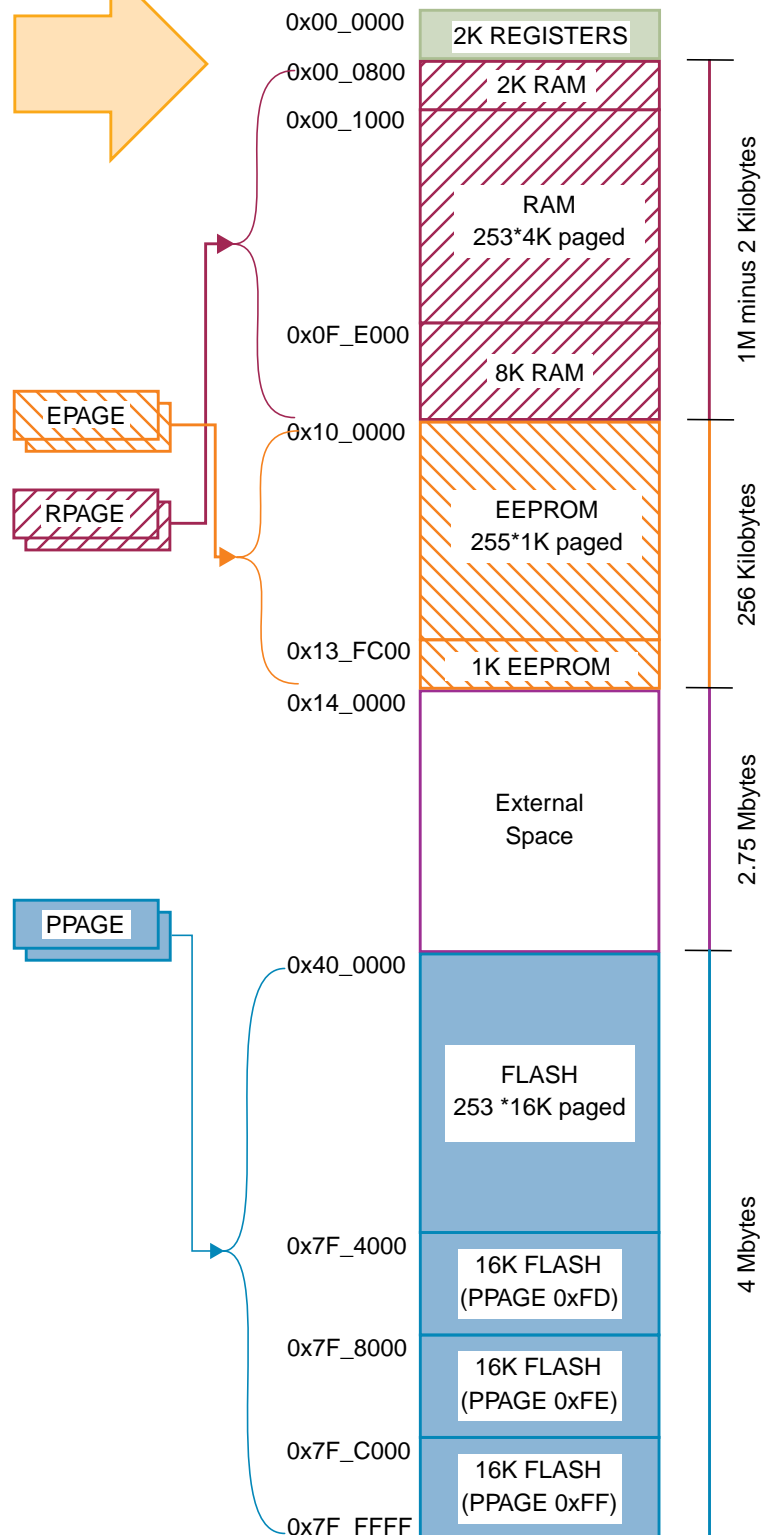 0x00_0000
2K REGISTERS
0x00_0800
2K RAM
0x00_1000
RAM
253*4K paged
1M minus 2 Kilobytes
0x0F_E000
8K RAM
EPAGE
0x10_0000
RPAGE
EEPROM
255*1K paged
256 Kilobytes
0x13_FC00
1K EEPROM
0x14_0000
External
Space
2.75 Mbytes
PPAGE
0x40_0000
FLASH
253 *16K paged
4 Mbytes
0x7F_4000
16K FLASH
(PPAGE 0xFD)
0x7F_8000
16K FLASH
(PPAGE 0xFE)
0x7F_C000
16K FLASH
(PPAGE 0xFF)
0x7F_FFFF